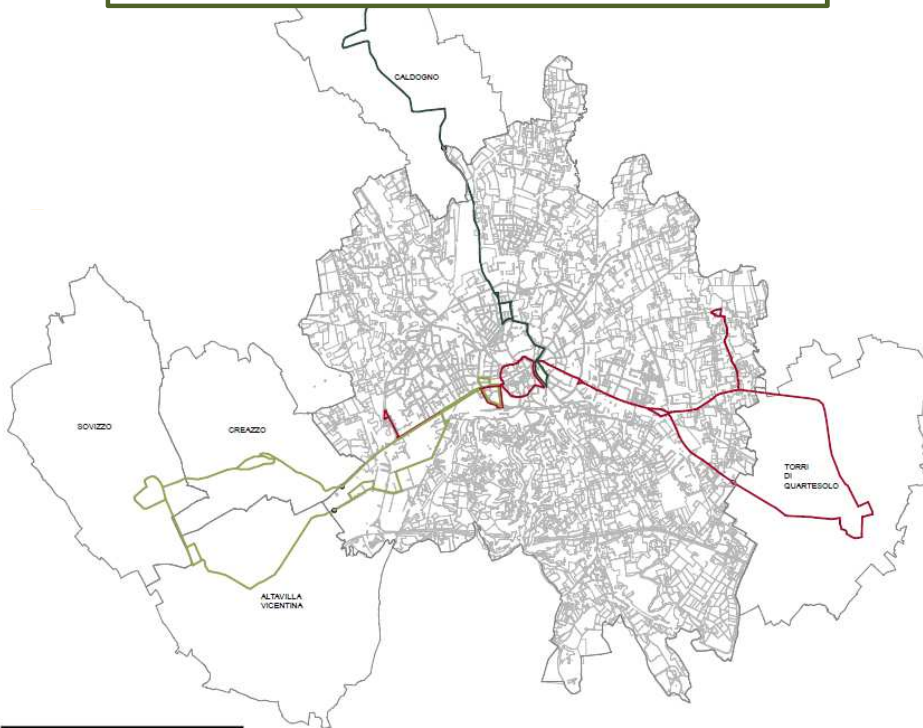 CALDOGNO
SOVIZZO
CREAZZO
TORRI
DI
QUARTESOLO
ALTAVILLA
VICENTINA